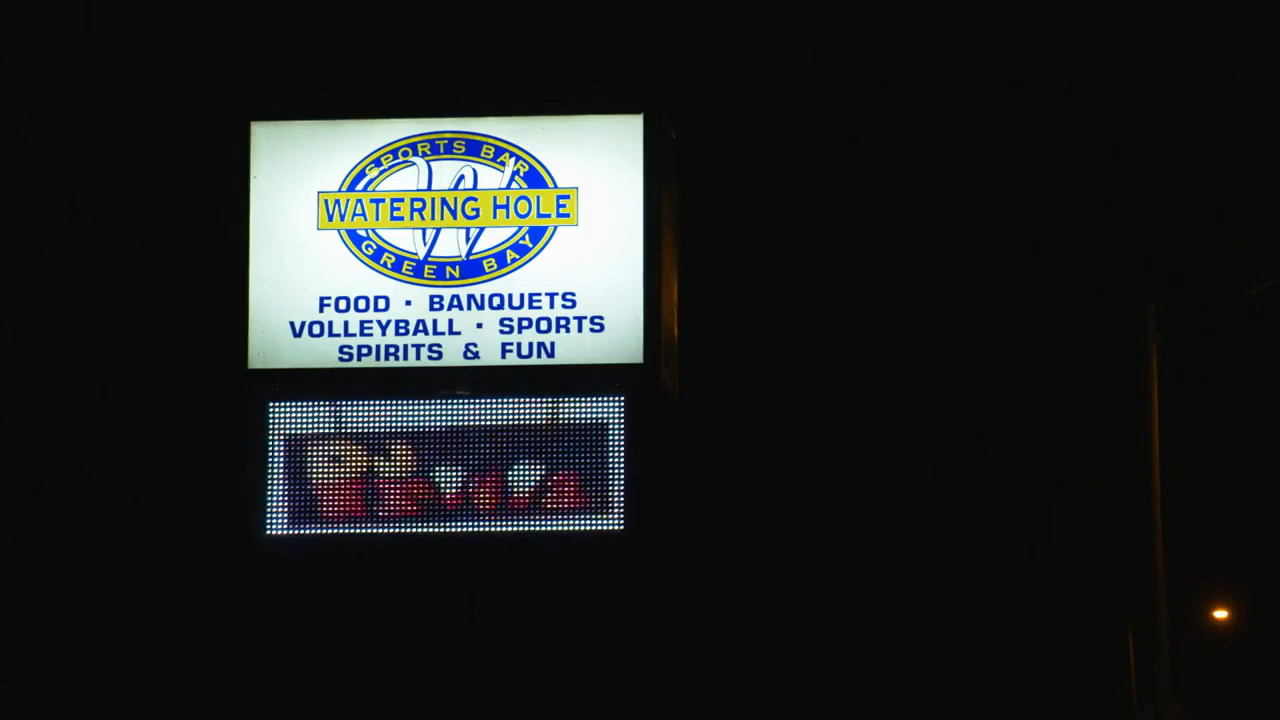 SPORTS BAR
WATERING HOLE
GREEN BAY
FOOD · BANQUETS
VOLLEYBALL · SPORTS
SPIRITS & FUN